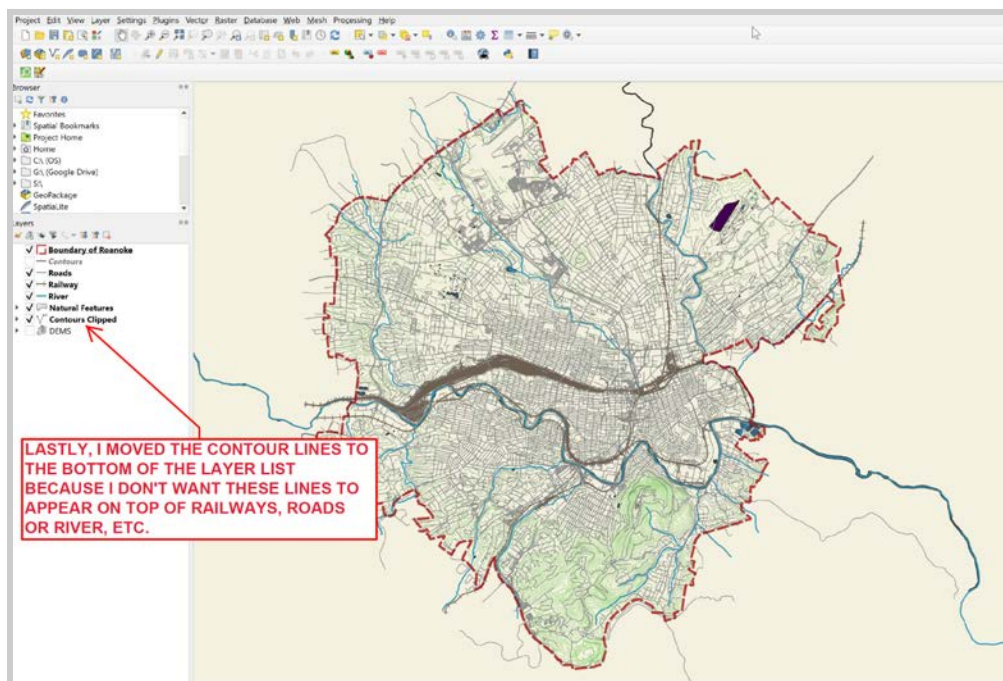 Project Edit View Layer Settings Plugins Vector Raster Database Web Mesh Processing Help
Browser
Favorites
Spatial Bookmarks
Project Home
Home
C:\ (OS)
G:\ (Google Drive)
S:\
GeoPackage
SpatiaLite
Layers
Boundary of Roanoke
Contours
Roads
Railway
River
Natural Features
Contours Clipped
DEMS
LASTLY, I MOVED THE CONTOUR LINES TO
THE BOTTOM OF THE LAYER LIST
BECAUSE I DON'T WANT THESE LINES TO
APPEAR ON TOP OF RAILWAYS, ROADS
OR RIVER, ETC.